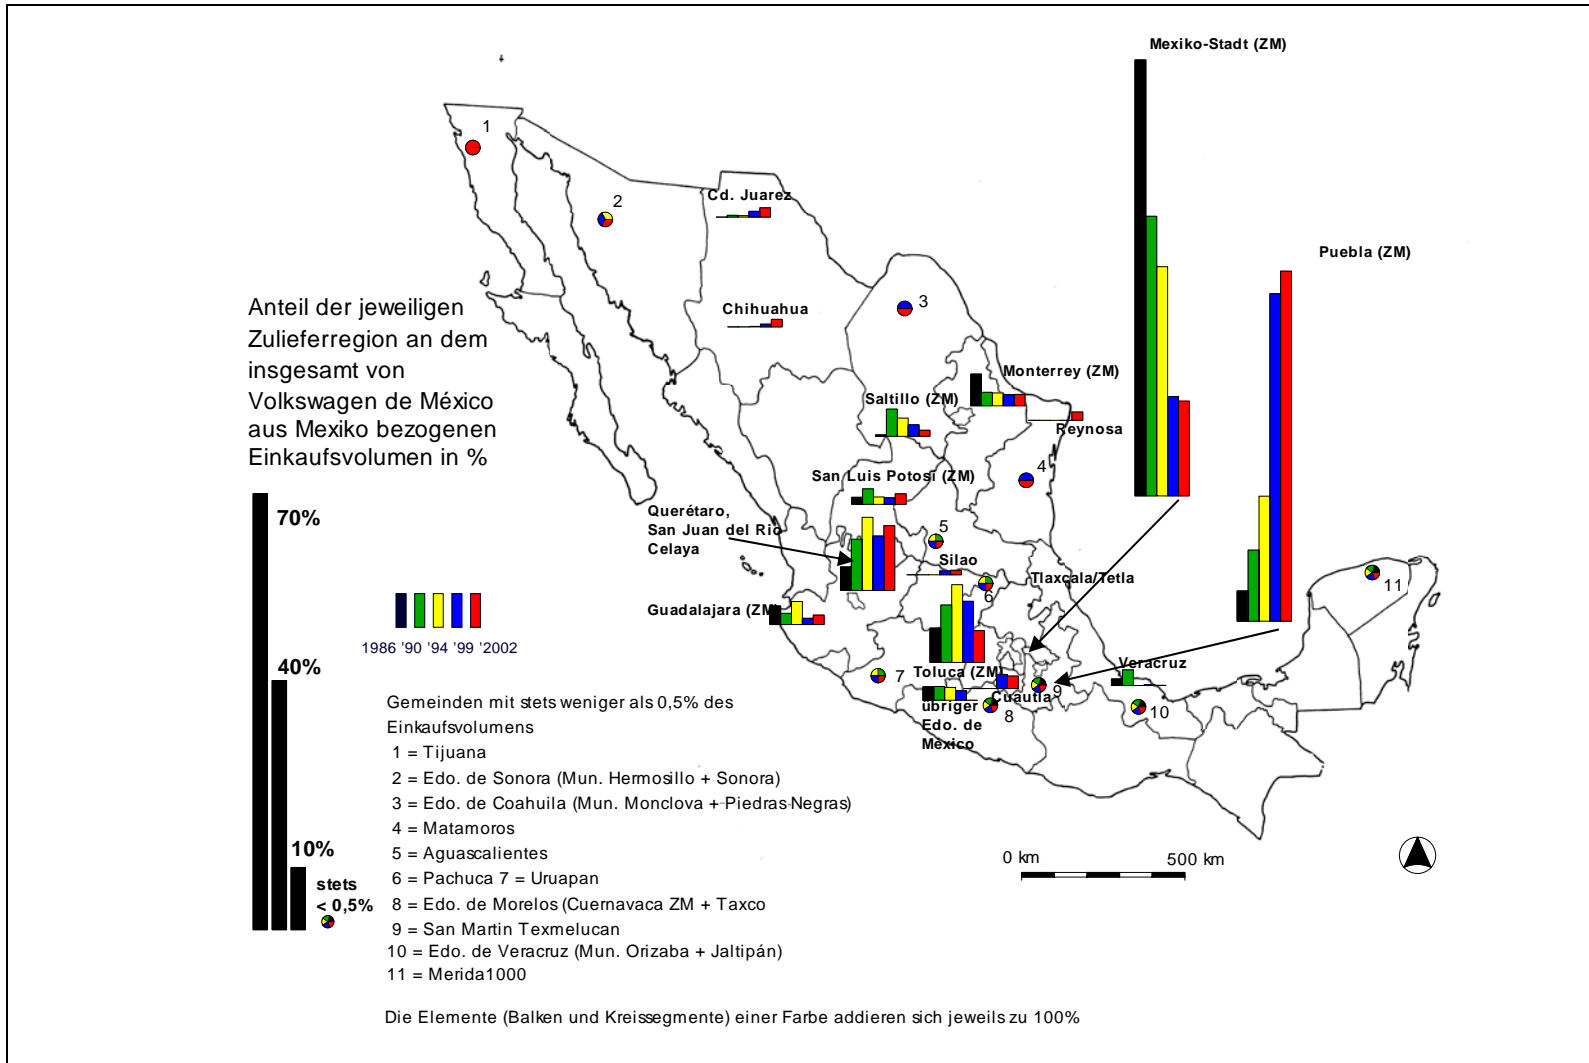 Mexiko-Stadt (ZM)
1
2
Cd. Juarez
Puebla (ZM)
Anteil der jeweiligen
Zulieferregion an dem
insgesamt von
Volkswagen de México
aus Mexiko bezogenen
Einkaufsvolumen in %
Chihuahua
3
Monterrey (ZM)
Saltillo (ZM)
Reynosa
4
San Luis Potosí (ZM)
Querétaro,
San Juan del Rio
Celaya
5
Silao
Tlaxcala/Tetla
6
11
Guadalajara (ZM)
70%
40%
10%
stets
< 0,5%
1986 '90 '94 '99 '2002
7
Toluca (ZM)
Veracruz
9
Cuautla
übriger
Edo. de
Mexico
8
10
Gemeinden mit stets weniger als 0,5% des
Einkaufsvolumens
1 = Tijuana
2 = Edo. de Sonora (Mun. Hermosillo + Sonora)
3 = Edo. de Coahuila (Mun. Monclova + Piedras Negras)
4 = Matamoros
5 = Aguascalientes
6 = Pachuca 7 = Uruapan
8 = Edo. de Morelos (Cuernavaca ZM + Taxco
9 = San Martin Texmelucan
10 = Edo. de Veracruz (Mun. Orizaba + Jaltipán)
11 = Merida1000
0 km
500 km
Die Elemente (Balken und Kreissegmente) einer Farbe addieren sich jeweils zu 100%